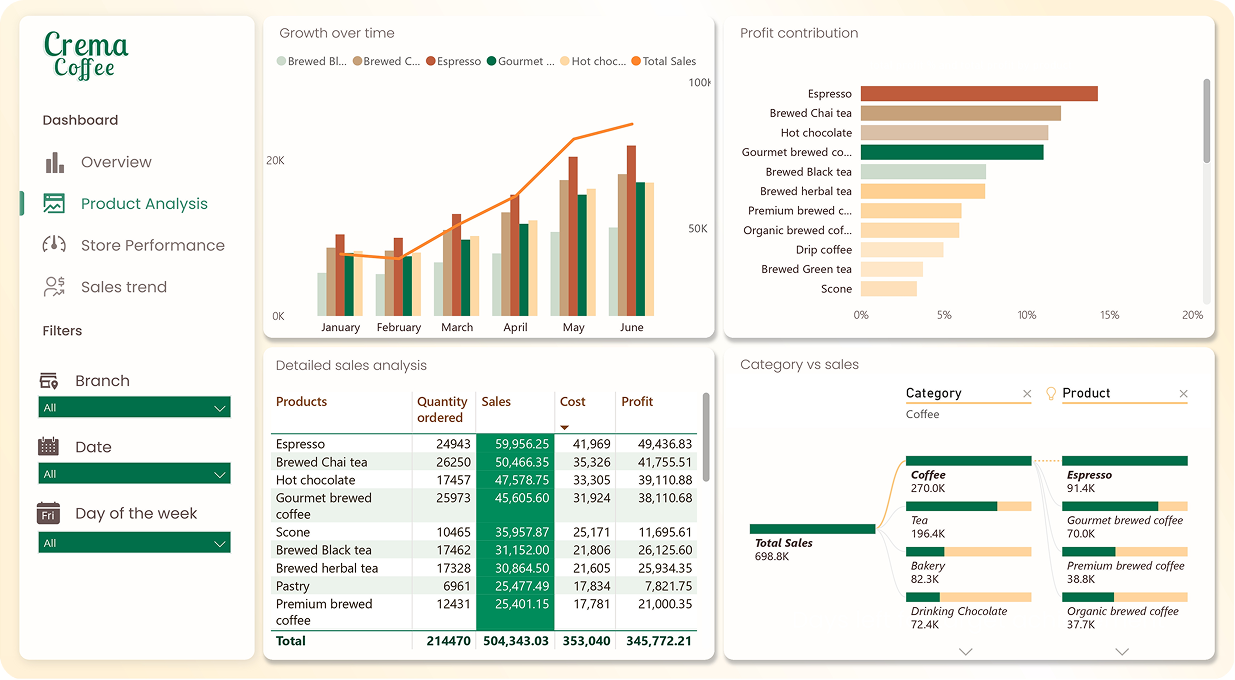 Crema
Coffee
Dashboard
Overview
Product Analysis
Store Performance
Sales trend
Filters
Branch
All
Date
All
Fri
Day of the week
All
Growth over time
Brewed Bl... Brewed C... Espresso Gourmet ... Hot choc... Total Sales
100K
20K
50K
0K
January February March April May June
Profit contribution
Espresso
Brewed Chai tea
Hot chocolate
Gourmet brewed co...
Brewed Black tea
Brewed herbal tea
Premium brewed c...
Organic brewed cof...
Drip coffee
Brewed Green tea
Scone
0% 5% 10% 15% 20%
Detailed sales analysis
Products Quantity Sales Cost Profit
ordered
Espresso 24943 59,956.25 41,969 49,436.83
Brewed Chai tea 26250 50,466.35 35,326 41,755.51
Hot chocolate 17457 47,578.75 33,305 39,110.88
Gourmet brewed 25973 45,605.60 31,924 38,110.68
coffee
Scone 10465 35,957.87 25,171 11,695.61
Brewed Black tea 17462 31,152.00 21,806 26,125.60
Brewed herbal tea 17328 30,864.50 21,605 25,934.35
Pastry 6961 25,477.49 17,834 7,821.75
Premium brewed 12431 25,401.15 17,781 21,000.35
coffee
Total 214470 504,343.03 353,040 345,772.21
Category vs sales
Category Product
Coffee
Total Sales
698.8K
Coffee
270.0K
Tea
196.4K
Bakery
82.3K
Drinking Chocolate
72.4K
Espresso
91.4K
Gourmet brewed coffee
70.0K
Premium brewed coffee
38.8K
Organic brewed coffee
37.7K